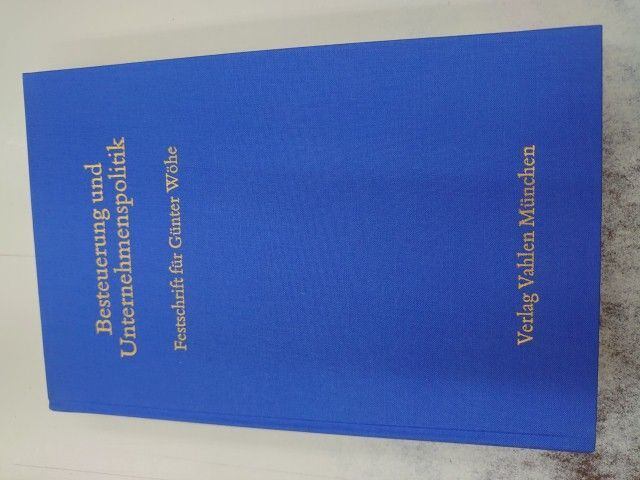 Besteuerung und
Unternehmenspolitik
Festschrift für Günter Wöhe
Verlag Vahlen München